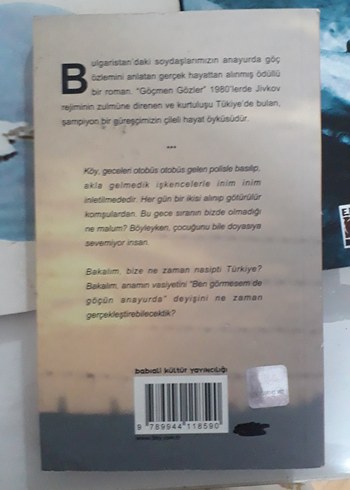 Bulgaristan'daki soydaşlarımızın anayurda göç
özlemini anlatan gerçek hayattan alınmış ödüllü
bir roman. "Göçmen Gözler" 1980'lerde Jivkov
rejiminin zulmüne direnen ve kurtuluşu Tükiye'de bulan,
şampiyon bir güreşçimizin çileli hayat öyküsüdür.
***
Köy, geceleri otobüs otobüs gelen polisle basılıp,
akla gelmedik işkencelerle inim inim
inletilmededir. Her gün bir ikisi alınıp götürülür
komşulardan. Bu gece sıranın bizde olmadığı
ne malum? Böyleyken, çocuğunu bile doyasıya
sevemiyor insan.
Bakalım, bize ne zaman nasipti Türkiye?
Bakalım, anamın vasiyetini "Ben görmesem de
göçün anayurda" deyişini ne zaman
gerçekleştirebilecektik?
babıali kültür yayıncılığı
9 789944 118590